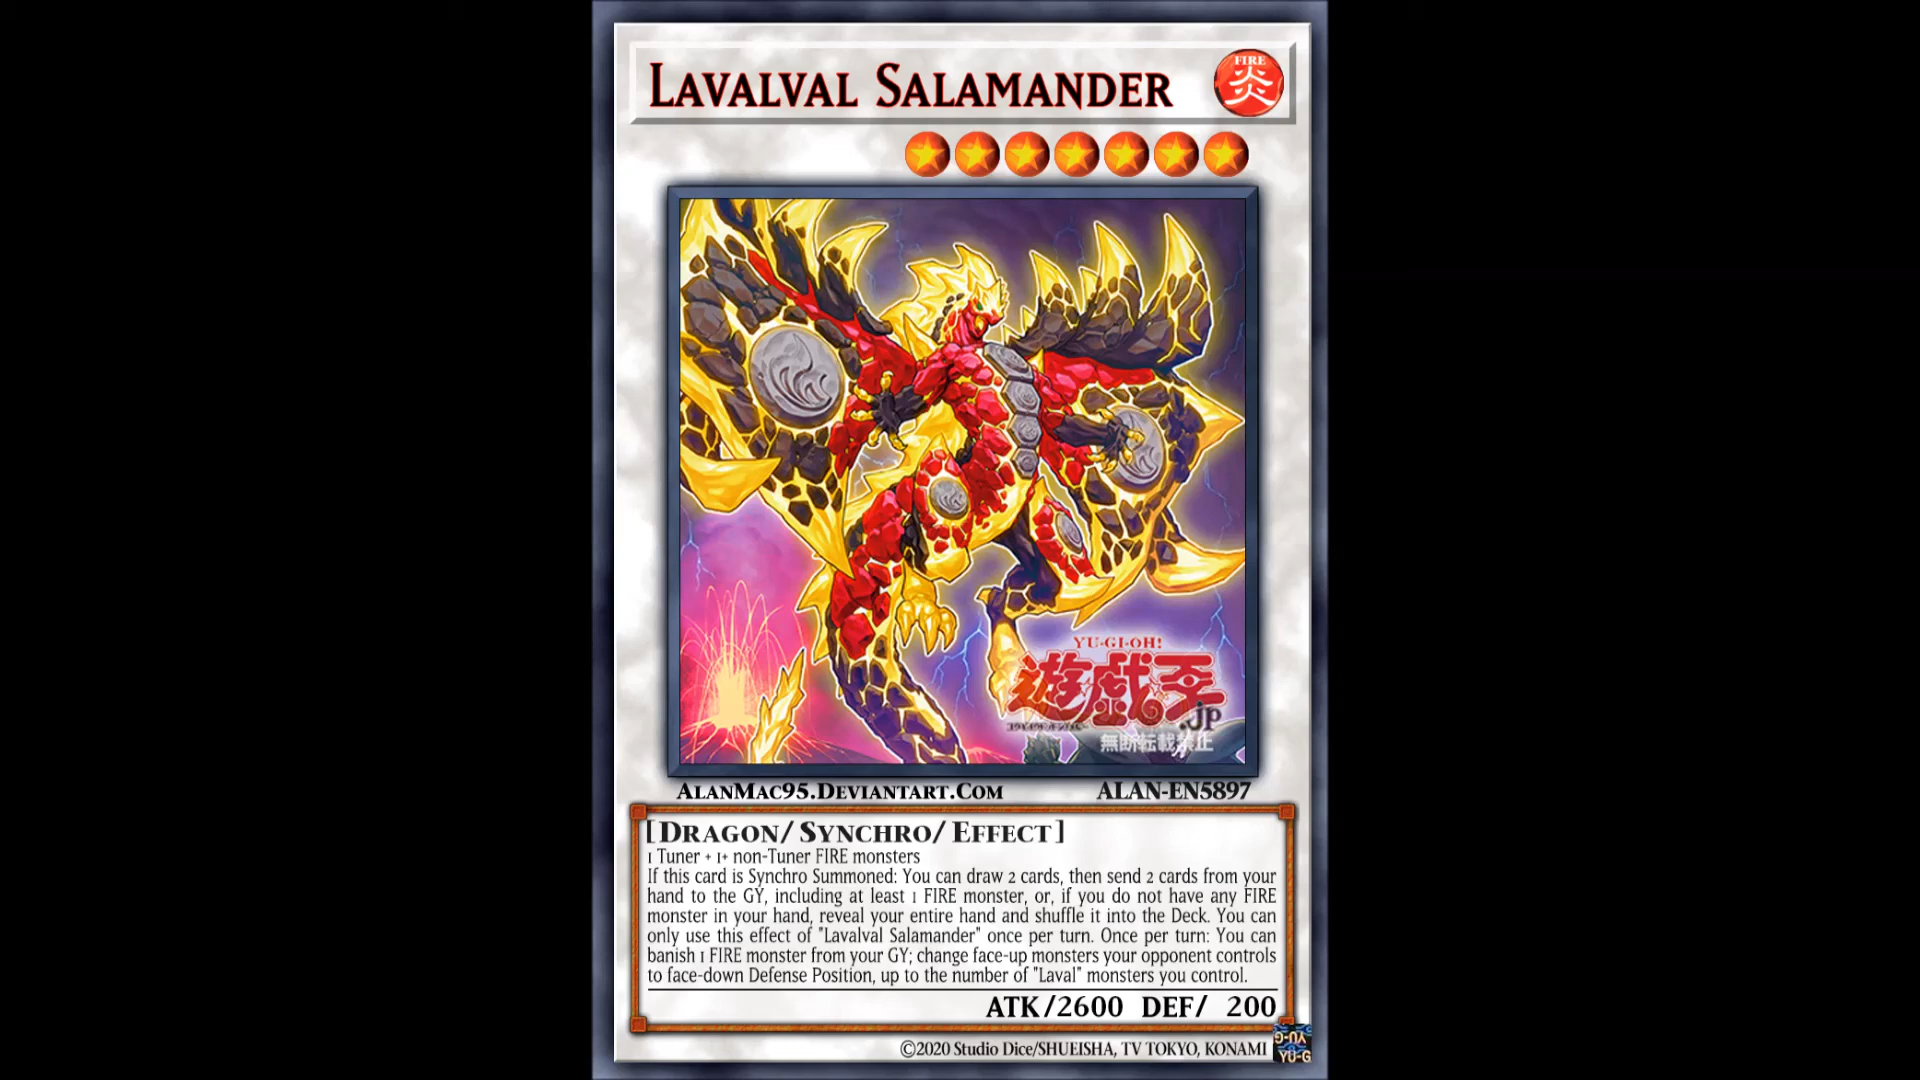 LAVALVAL SALAMANDER
FIRE
炎
YU-GI-OH!
遊戯王
.jp
無断転載禁止
ALANMAC95.DEVIANTART.COM ALAN-EN5897
[DRAGON/SYNCHRO/EFFECT]
1 Tuner + 1+ non-Tuner FIRE monsters
If this card is Synchro Summoned: You can draw 2 cards, then send 2 cards from your
hand to the GY, including at least 1 FIRE monster, or, if you do not have any FIRE
monster in your hand, reveal your entire hand and shuffle it into the Deck. You can
only use this effect of "Lavalval Salamander" once per turn. Once per turn: You can
banish 1 FIRE monster from your GY; change face-up monsters your opponent controls
to face-down Defense Position, up to the number of "Laval" monsters you control.
ATK/2600 DEF/ 200
©2020 Studio Dice/SHUEISHA, TV TOKYO, KONAMI